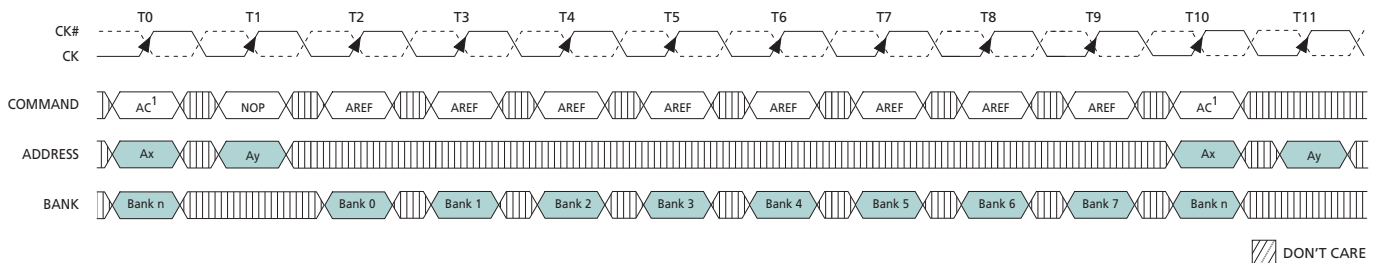 T0 T1 T2 T3 T4 T5 T6 T7 T8 T9 T10 T11
CK#
CK
COMMAND AC1 NOP AREF AREF AREF AREF AREF AREF AREF AREF AC1
ADDRESS Ax Ay Ax Ay
BANK Bank n Bank 0 Bank 1 Bank 2 Bank 3 Bank 4 Bank 5 Bank 6 Bank 7 Bank n
DON'T CARE